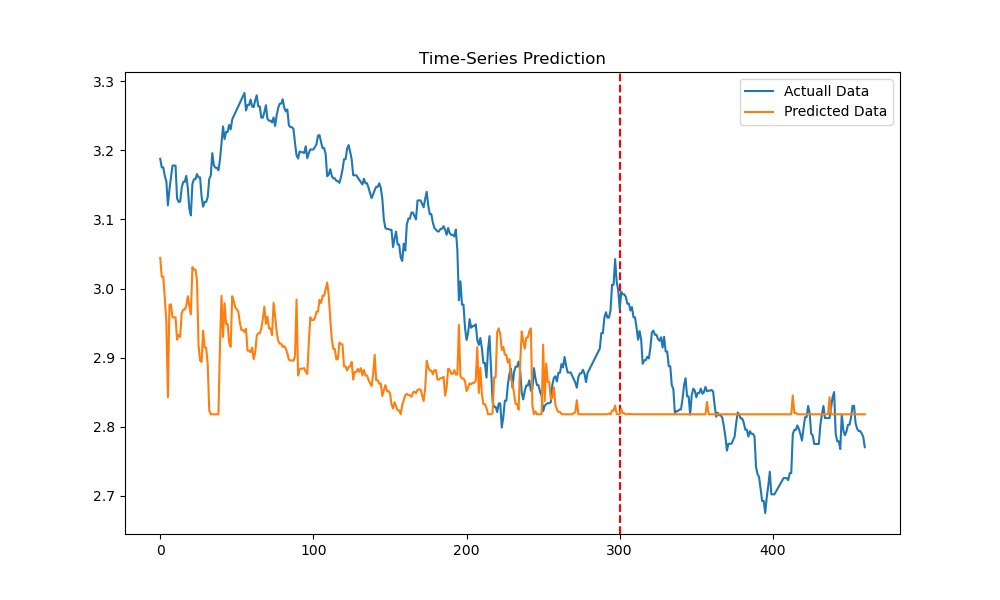 Time-Series Prediction
Actuall Data
Predicted Data
3.3
3.2
3.1
3.0
2.9
2.8
2.7
0 100 200 300 400